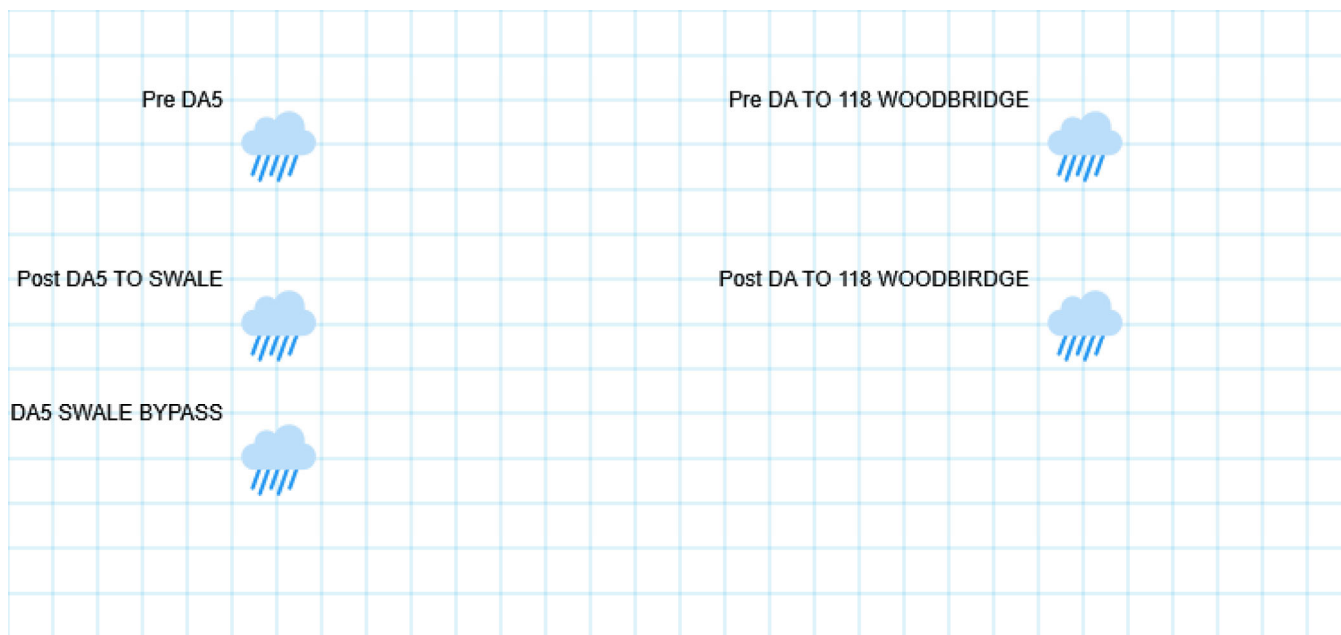 Pre DA5
Pre DA TO 118 WOODBRIDGE
Post DA5 TO SWALE
Post DA TO 118 WOODBIRDGE
DA5 SWALE BYPASS